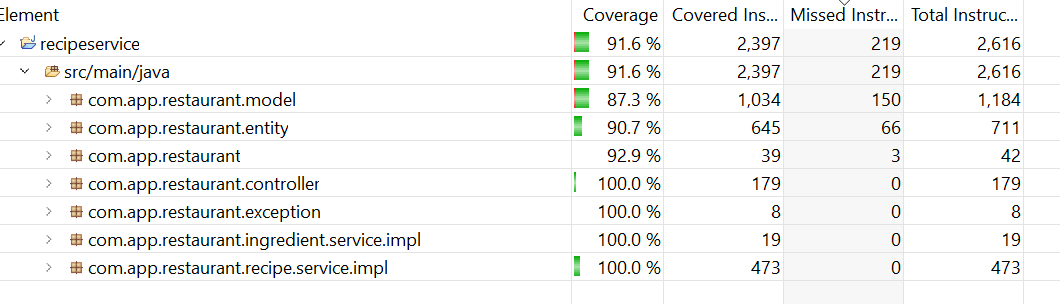 Element Coverage Covered Ins... Missed Instr... Total Instruc...
recipeservice 91.6 % 2,397 219 2,616
src/main/java 91.6 % 2,397 219 2,616
com.app.restaurant.model 87.3 % 1,034 150 1,184
com.app.restaurant.entity 90.7 % 645 66 711
com.app.restaurant 92.9 % 39 3 42
com.app.restaurant.controller 100.0 % 179 0 179
com.app.restaurant.exception 100.0 % 8 0 8
com.app.restaurant.ingredient.service.impl 100.0 % 19 0 19
com.app.restaurant.recipe.service.impl 100.0 % 473 0 473